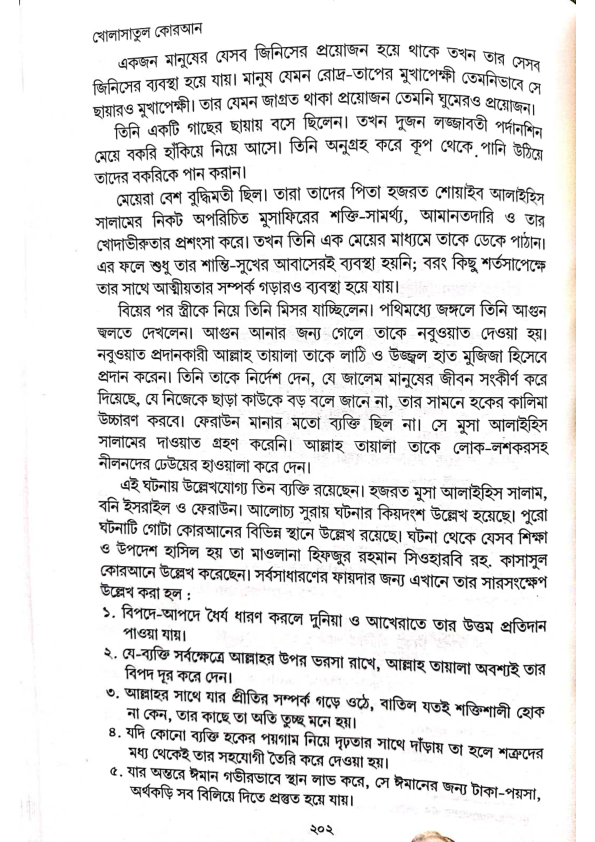 খোলাসাতুল কোরআন
একজন মানুষের যেসব জিনিসের প্রয়োজন হয়ে থাকে তখন তার সেসব
জিনিসের ব্যবস্থা হয়ে যায়। মানুষ যেমন রোদ্র-তাপের মুখাপেক্ষী তেমনিভাবে সে
ছায়ারও মুখাপেক্ষী। তার যেমন জাগ্রত থাকা প্রয়োজন তেমনি ঘুমেরও প্রয়োজন।
তিনি একটি গাছের ছায়ায় বসে ছিলেন। তখন দুজন লজ্জাবতী পর্দানশিন
মেয়ে বকরি হাঁকিয়ে নিয়ে আসে। তিনি অনুগ্রহ করে কূপ থেকে পানি উঠিয়ে
তাদের বকরিকে পান করান।
মেয়েরা বেশ বুদ্ধিমতী ছিল। তারা তাদের পিতা হজরত শোয়াইব আলাইহিস
সালামের নিকট অপরিচিত মুসাফিরের শক্তি-সামর্থ্য, আমানতদারি ও তার
খোদাভীরুতার প্রশংসা করে। তখন তিনি এক মেয়ের মাধ্যমে তাকে ডেকে পাঠান।
এর ফলে শুধু তার শান্তি-সুখের আবাসেরই ব্যবস্থা হয়নি; বরং কিছু শর্তসাপেক্ষে
তার সাথে আত্মীয়তার সম্পর্ক গড়ারও ব্যবস্থা হয়ে যায়।
বিয়ের পর স্ত্রীকে নিয়ে তিনি মিসর যাচ্ছিলেন। পথিমধ্যে জঙ্গলে তিনি আগুন
জ্বলতে দেখলেন। আগুন আনার জন্য গেলে তাকে নবুওয়াত দেওয়া হয়।
নবুওয়াত প্রদানকারী আল্লাহ তায়ালা তাকে লাঠি ও উজ্জ্বল হাত মুজিজা হিসেবে
প্রদান করেন। তিনি তাকে নির্দেশ দেন, যে জালেম মানুষের জীবন সংকীর্ণ করে
দিয়েছে, যে নিজেকে ছাড়া কাউকে বড় বলে জানে না, তার সামনে হকের কালিমা
উচ্চারণ করবে। ফেরাউন মানার মতো ব্যক্তি ছিল না। সে মুসা আলাইহিস
সালামের দাওয়াত গ্রহণ করেনি। আল্লাহ তায়ালা তাকে লোক-লশকরসহ
নীলনদের ঢেউয়ের হাওয়ালা করে দেন।
এই ঘটনায় উল্লেখযোগ্য তিন ব্যক্তি রয়েছেন। হজরত মুসা আলাইহিস সালাম,
বনি ইসরাইল ও ফেরাউন। আলোচ্য সুরায় ঘটনার কিয়দংশ উল্লেখ হয়েছে। পুরো
ঘটনাটি গোটা কোরআনের বিভিন্ন স্থানে উল্লেখ রয়েছে। ঘটনা থেকে যেসব শিক্ষা
ও উপদেশ হাসিল হয় তা মাওলানা হিফজুর রহমান সিওহারবি রহ. কাসাসুল
কোরআনে উল্লেখ করেছেন। সর্বসাধারণের ফায়দার জন্য এখানে তার সারসংক্ষেপ
উল্লেখ করা হল :
১. বিপদে-আপদে ধৈর্য ধারণ করলে দুনিয়া ও আখেরাতে তার উত্তম প্রতিদান
পাওয়া যায়।
২. যে-ব্যক্তি সর্বক্ষেত্রে আল্লাহর উপর ভরসা রাখে, আল্লাহ তায়ালা অবশ্যই তার
বিপদ দূর করে দেন।
৩. আল্লাহর সাথে যার প্রীতির সম্পর্ক গড়ে ওঠে, বাতিল যতই শক্তিশালী হোক
না কেন, তার কাছে তা অতি তুচ্ছ মনে হয়।
৪. যদি কোনো ব্যক্তি হকের পয়গাম নিয়ে দৃঢ়তার সাথে দাঁড়ায় তা হলে শত্রুদের
মধ্য থেকেই তার সহযোগী তৈরি করে দেওয়া হয়।
৫. যার অন্তরে ঈমান গভীরভাবে স্থান লাভ করে, সে ঈমানের জন্য টাকা-পয়সা,
অর্থকড়ি সব বিলিয়ে দিতে প্রস্তুত হয়ে যায়।
২০২